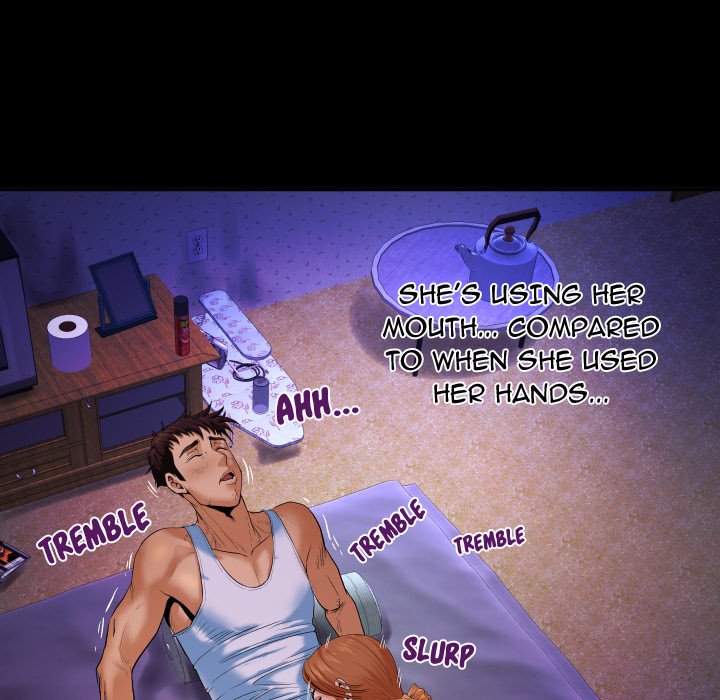 SHE'S USING HER
MOUTH... COMPARED
TO WHEN SHE USED
HER HANDS...
AHH...
TREMBLE
TREMBLE
TREMBLE
SLURP